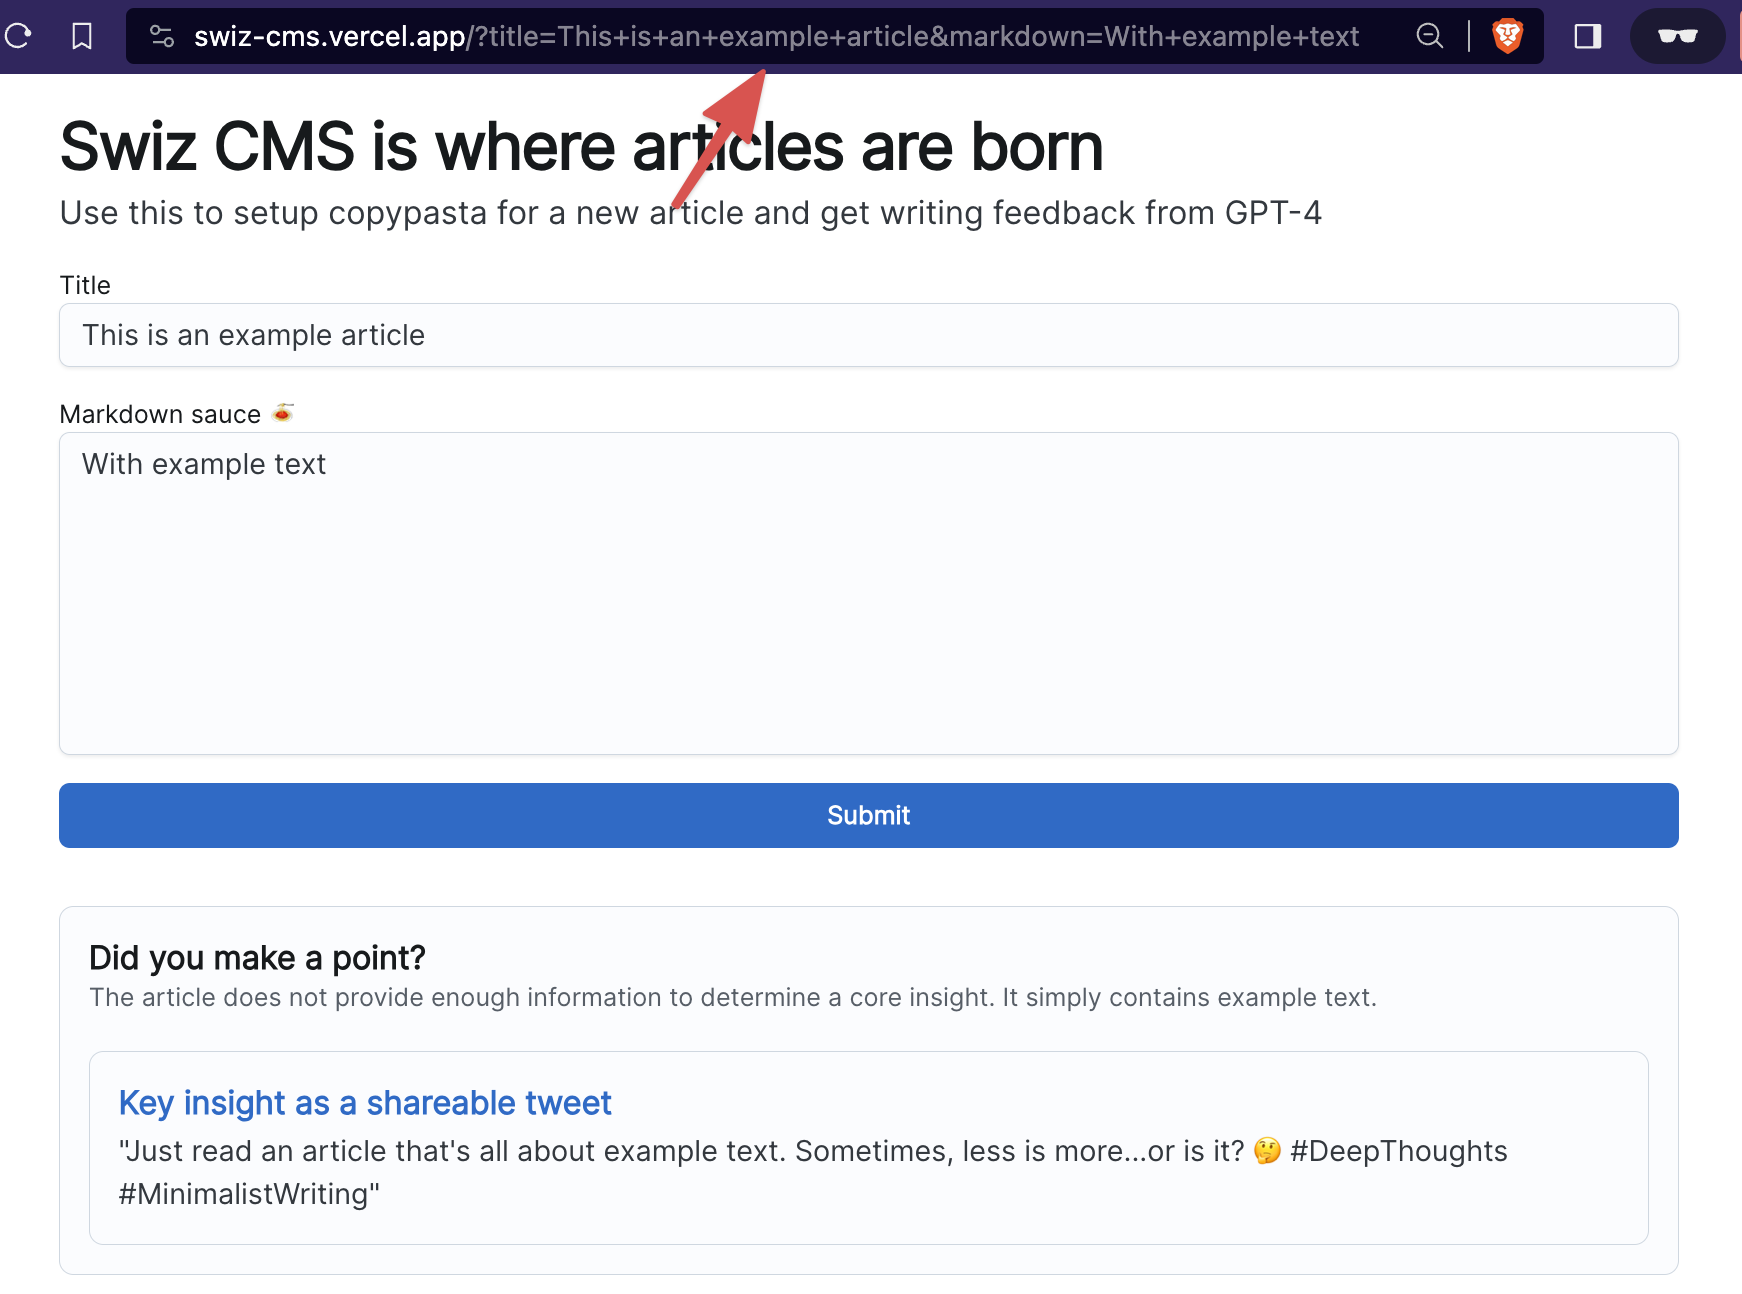 swiz-cms.vercel.app/?title=This+is+an+example+article&markdown=With+example+text
Swiz CMS is where articles are born
Use this to setup copypasta for a new article and get writing feedback from GPT-4
Title
This is an example article
Markdown sauce 🍝
With example text
Submit
Did you make a point?
The article does not provide enough information to determine a core insight. It simply contains example text.
Key insight as a shareable tweet
"Just read an article that's all about example text. Sometimes, less is more...or is it? 🤔 #DeepThoughts
#MinimalistWriting"